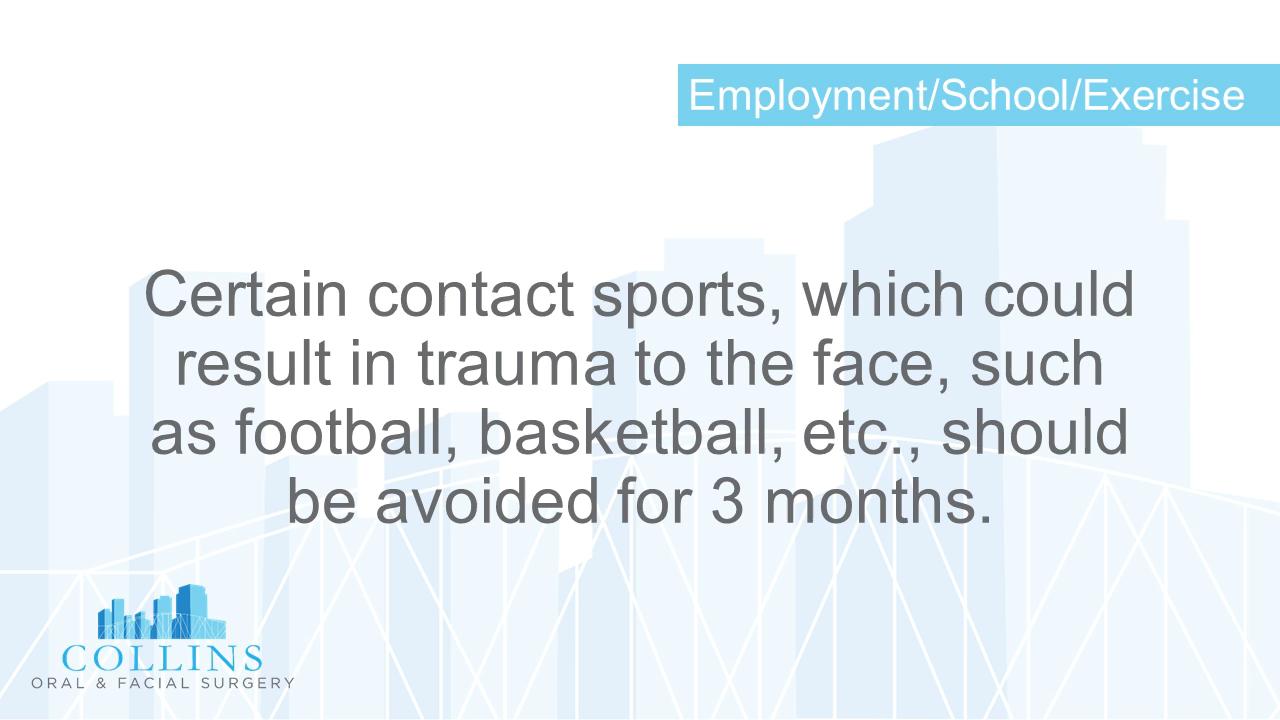 Employment/School/Exercise
Certain contact sports, which could
result in trauma to the face, such
as football, basketball, etc., should
be avoided for 3 months.
COLLINS
ORAL & FACIAL SURGERY